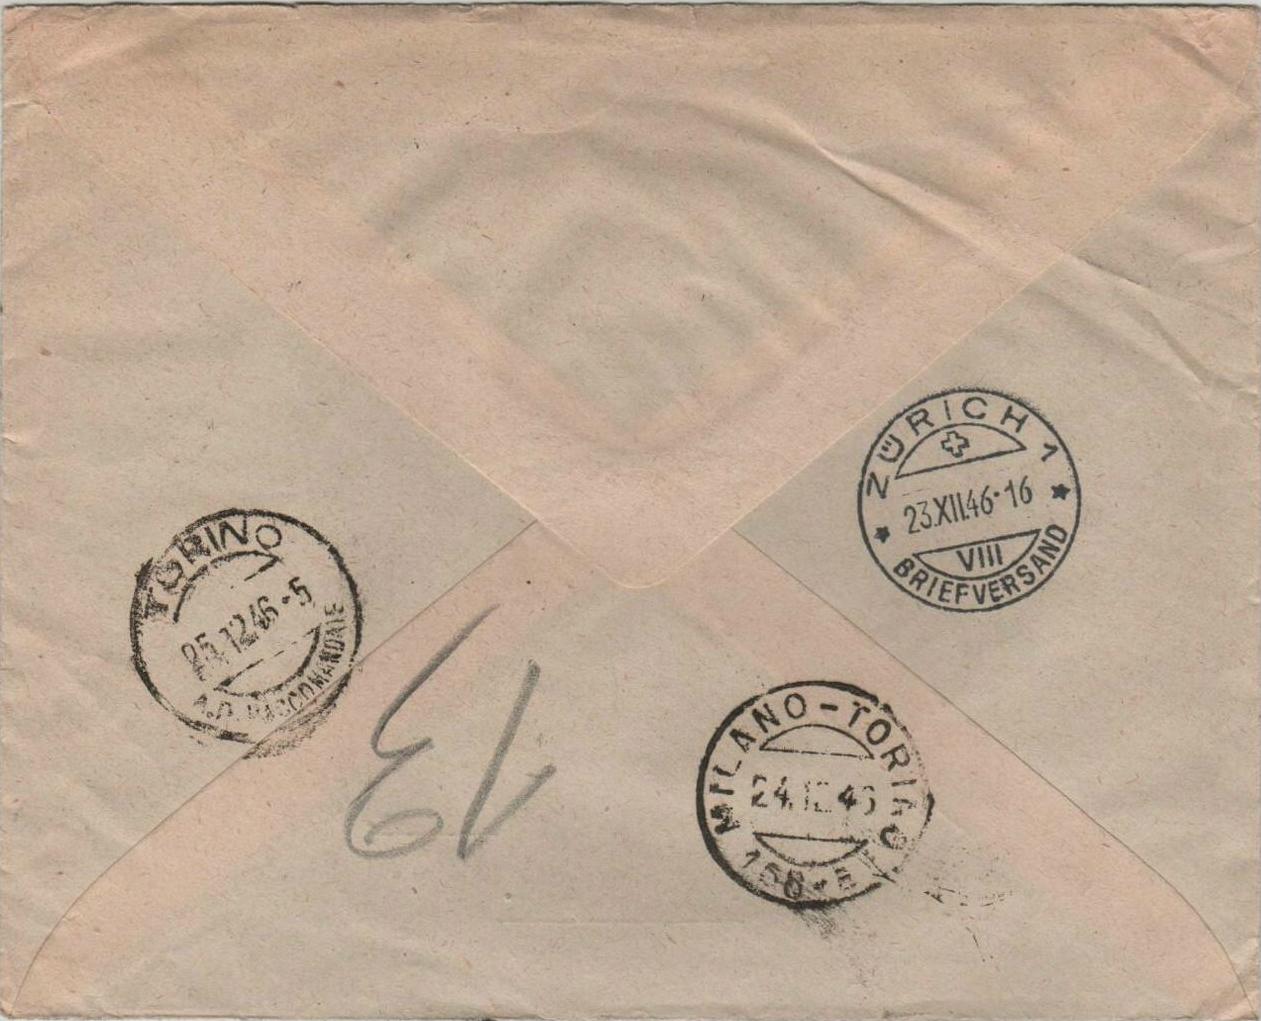 ZÜRICH 1
23.XII.46-16
VIII
BRIEFVERSAND
TORINO
25.12.46-5
A.D. RACCOMANDATE
MILANO-TORINO
24.12.46
168